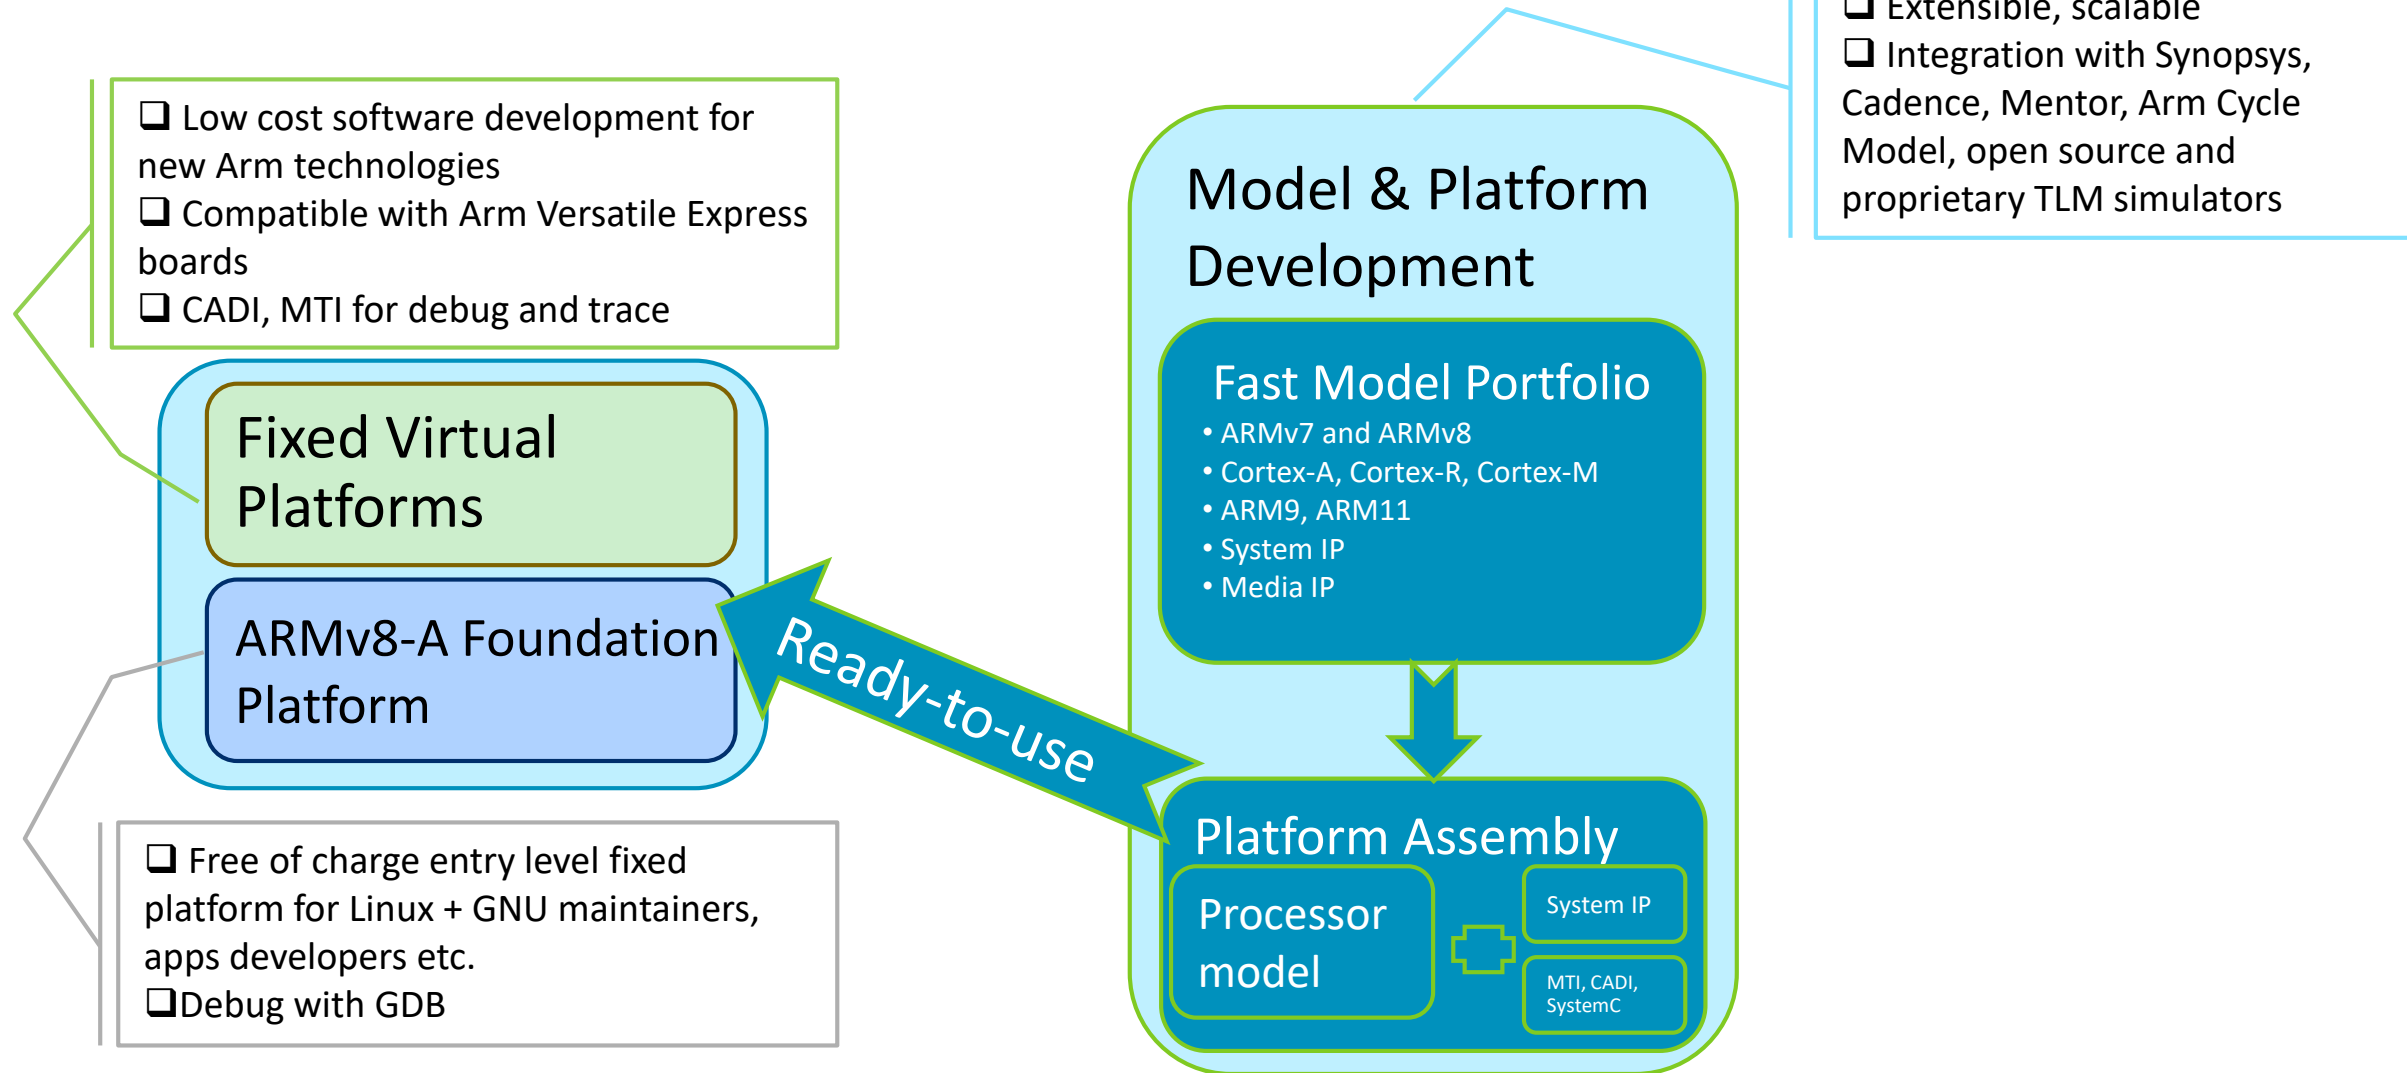 ❑ Extensible, scalable
❑ Integration with Synopsys,
Cadence, Mentor, Arm Cycle
Model, open source and
proprietary TLM simulators
❑ Low cost software development for
new Arm technologies
❑ Compatible with Arm Versatile Express
boards
❑ CADI, MTI for debug and trace
Fixed Virtual
Platforms
ARMv8-A Foundation
Platform
❑ Free of charge entry level fixed
platform for Linux + GNU maintainers,
apps developers etc.
❑Debug with GDB
Ready-to-use
Model & Platform
Development
Fast Model Portfolio
• ARMv7 and ARMv8
• Cortex-A, Cortex-R, Cortex-M
• ARM9, ARM11
• System IP
• Media IP
Platform Assembly
Processor
model
System IP
MTI, CADI,
SystemC